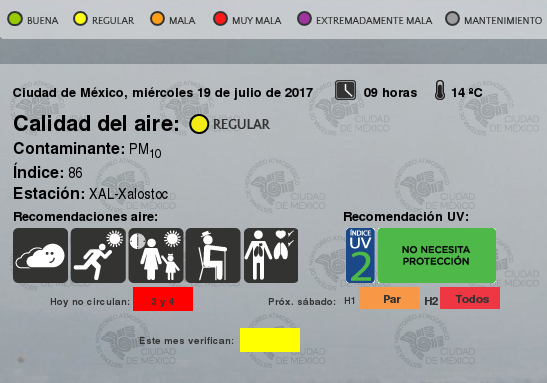 BUENA REGULAR MALA MUY MALA EXTREMADAMENTE MALA MANTENIMIENTO
Ciudad de México, miércoles 19 de julio de 2017 09 horas 14 ºC
Calidad del aire: REGULAR
Contaminante: PM10
Índice: 86
Estación: XAL-Xalostoc
Recomendaciones aire: Recomendación UV:
ÍNDICE
UV
2
NO NECESITA
PROTECCIÓN
Hoy no circulan: 3 y 4 Próx. sábado: H1 Par H2 Todos
Este mes verifican: